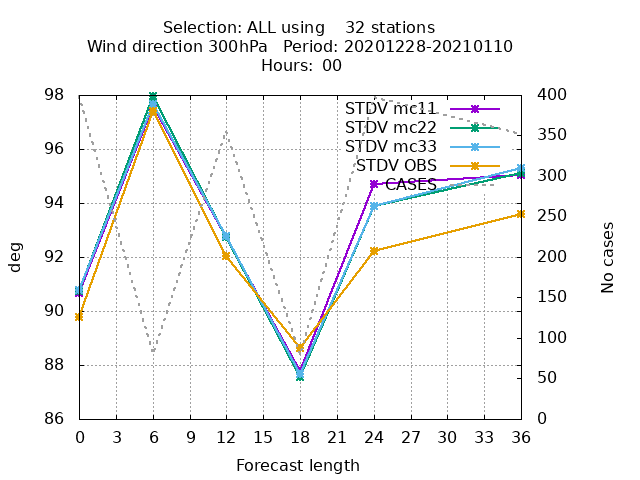 Selection: ALL using    32 stations
Wind direction 300hPa   Period: 20201228-20210110
Hours: 00
98
96
94
92
90
88
86
deg
400
350
300
250
200
150
100
50
0
No cases
STDV mc11
STDV mc22
STDV mc33
STDV OBS
CASES
0 3 6 9 12 15 18 21 24 27 30 33 36
Forecast length